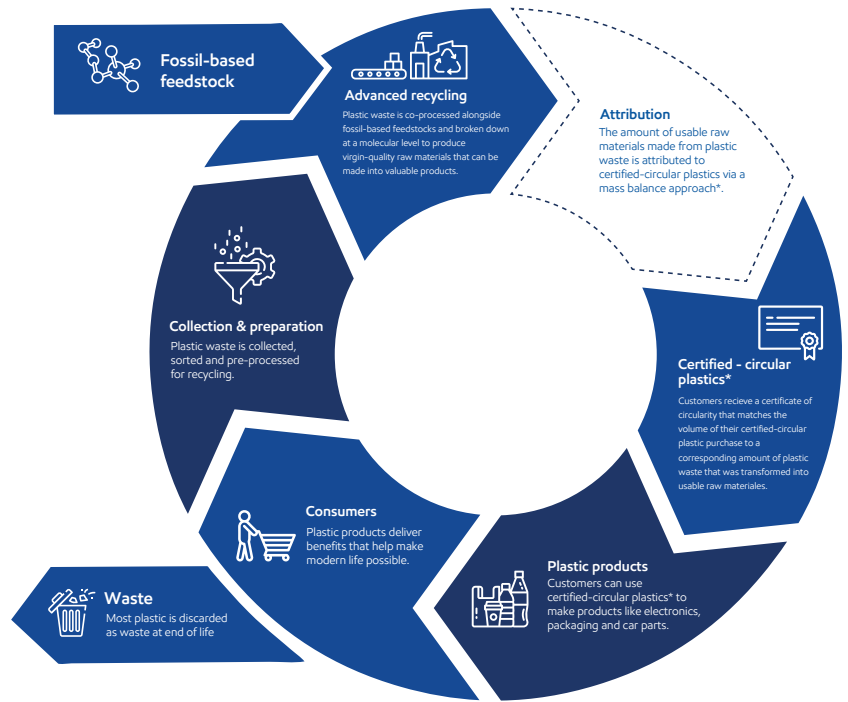 Fossil-based
feedstock
Advanced recycling
Plastic waste is co-processed alongside
fossil-based feedstocks and broken down
at a molecular level to produce
virgin-quality raw materials that can be
made into valuable products.
Attribution
The amount of usable raw
materials made from plastic
waste is attributed to
certified-circular plastics via a
mass balance approach*.
Certified - circular
plastics*
Customers recieve a certificate of
circularity that matches the
volume of their certified-circular
plastic purchase to a
corresponding amount of plastic
waste that was transformed into
usable raw materiales.
Plastic products
Customers can use
certified-circular plastics* to
make products like electronics,
packaging and car parts.
Consumers
Plastic products deliver
benefits that help make
modern life possible.
Waste
Most plastic is discarded
as waste at end of life
Collection & preparation
Plastic waste is collected,
sorted and pre-processed
for recycling.